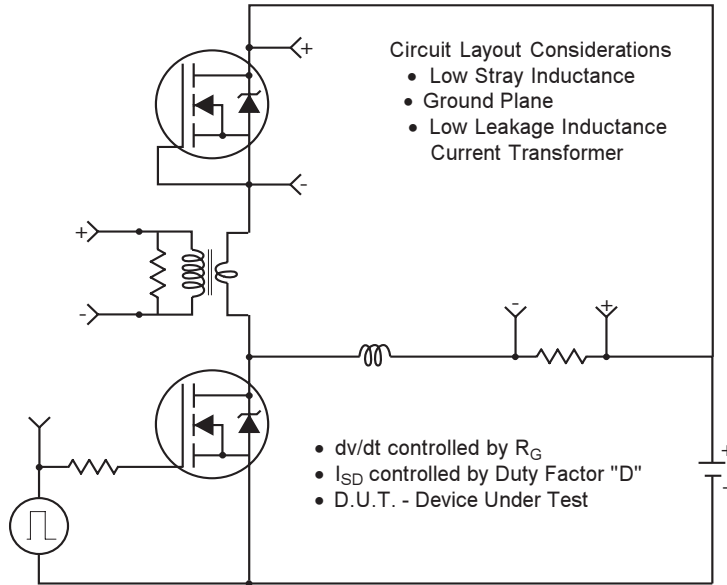 +
Circuit Layout Considerations
• Low Stray Inductance
• Ground Plane
• Low Leakage Inductance
Current Transformer
-
+
-
-
+
• dv/dt controlled by RG
• ISD controlled by Duty Factor "D"
• D.U.T. - Device Under Test
+
-